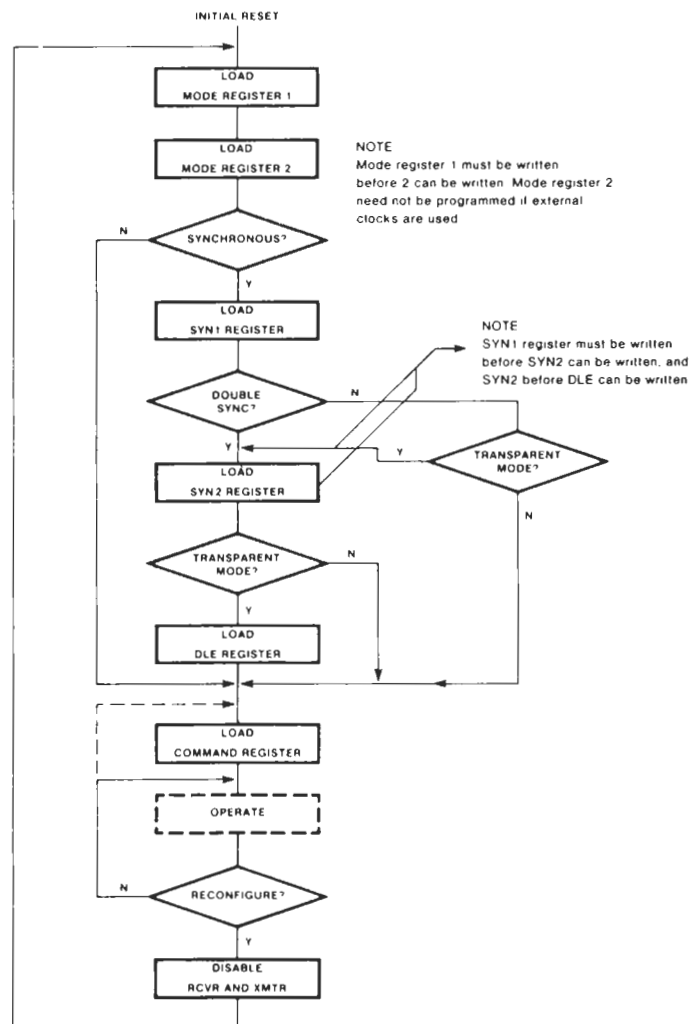 INITIAL RESET
LOAD
MODE REGISTER 1
LOAD
MODE REGISTER 2
NOTE
Mode register 1 must be written
before 2 can be written Mode register 2
need not be programmed if external
clocks are used
N
SYNCHRONOUS?
Y
LOAD
SYN1 REGISTER
NOTE
SYN1 register must be written
before SYN2 can be written, and
SYN2 before DLE can be written
DOUBLE
SYNC?
N
Y
Y
TRANSPARENT
MODE?
N
LOAD
SYN2 REGISTER
TRANSPARENT
MODE?
N
Y
LOAD
DLE REGISTER
LOAD
COMMAND REGISTER
OPERATE
N
RECONFIGURE?
Y
DISABLE
RCVR AND XMTR